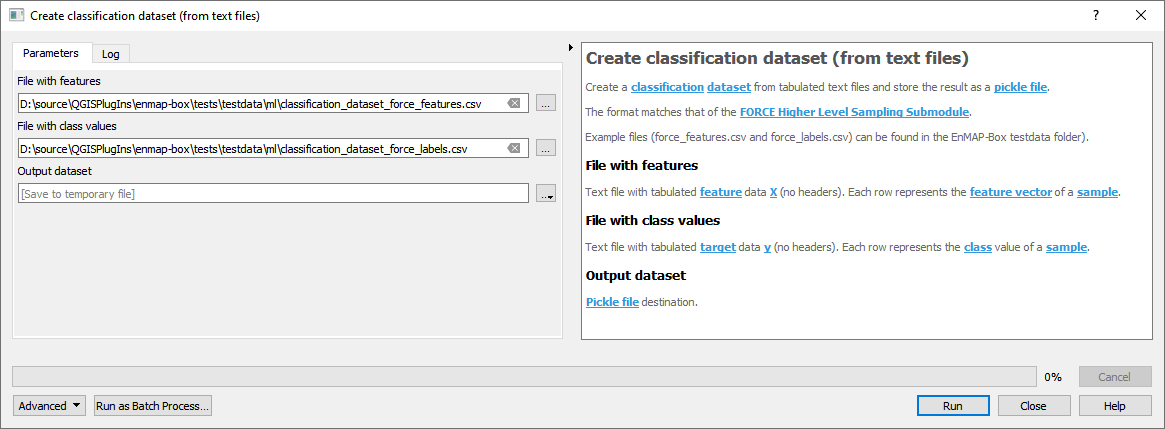 Create classification dataset (from text files)
Parameters
Log
File with features
D:\source\QGISPlugIns\enmap-box\tests\testdata\ml\classification_dataset_force_features.csv
...
File with class values
D:\source\QGISPlugIns\enmap-box\tests\testdata\ml\classification_dataset_force_labels.csv
...
Output dataset
[Save to temporary file]
...
Create classification dataset (from text files)
Create a classification dataset from tabulated text files and store the result as a pickle file.
The format matches that of the FORCE Higher Level Sampling Submodule.
Example files (force_features.csv and force_labels.csv) can be found in the EnMAP-Box testdata folder).
File with features
Text file with tabulated feature data X (no headers). Each row represents the feature vector of a sample.
File with class values
Text file with tabulated target data y (no headers). Each row represents the class value of a sample.
Output dataset
Pickle file destination.
0%
Cancel
Advanced
Run as Batch Process...
Run
Close
Help